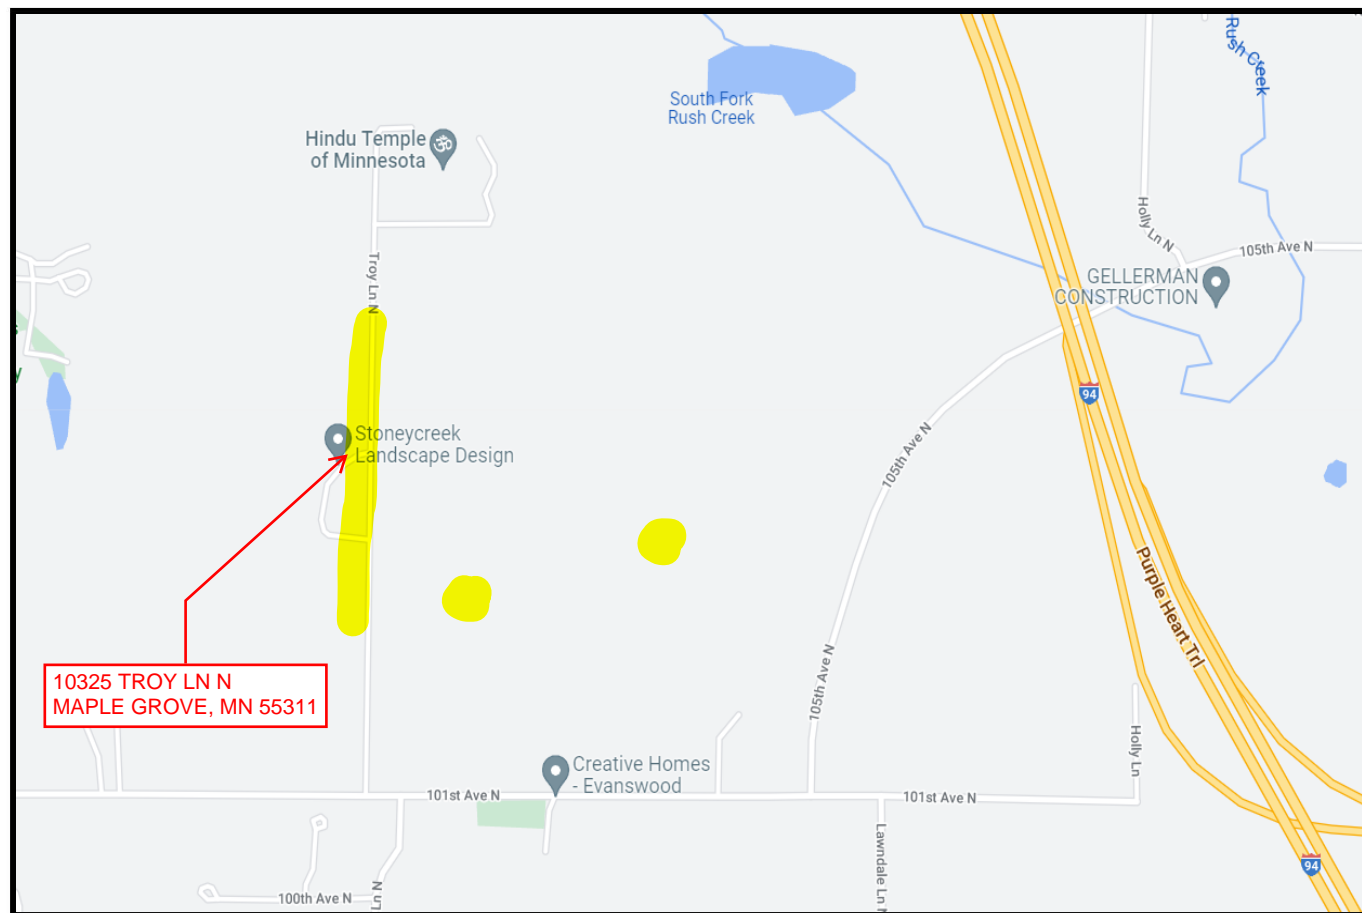 Rush Creek
South Fork
Rush Creek
Hindu Temple
of Minnesota
Holly Ln N
105th Ave N
Troy Ln N
GELLERMAN
CONSTRUCTION
94
Stoneycreek
Landscape Design
105th Ave N
Purple Heart Trl
10325 TROY LN N
MAPLE GROVE, MN 55311
105th Ave N
Holly Ln
Creative Homes
- Evanswood
101st Ave N
101st Ave N
Lawndale Ln N
94
100th Ave N
Ln N